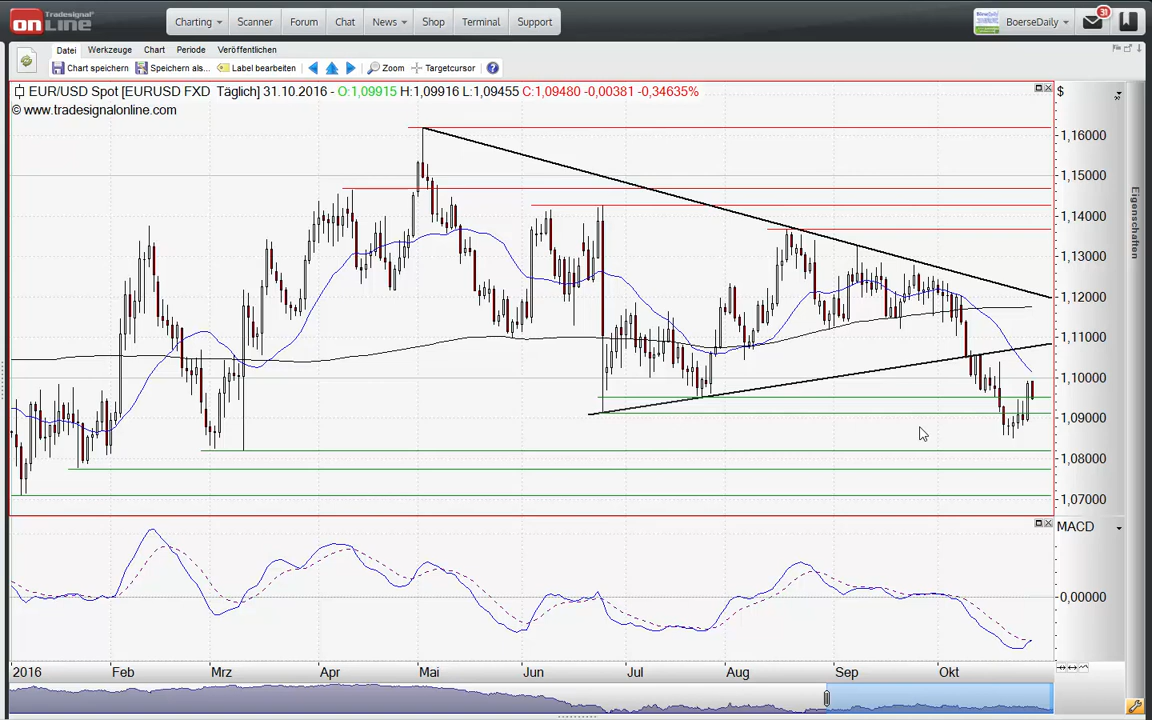 Tradesignal®
onLine
Charting Scanner Forum Chat News Shop Terminal Support
BoerseDaily 31
Datei Werkzeuge Chart Periode Veröffentlichen
Chart speichern Speichern als... Label bearbeiten Zoom Targetcursor ?
EUR/USD Spot [EURUSD FXD Täglich] 31.10.2016 - O:1,09915 H:1,09916 L:1,09455 C:1,09480 -0,00381 -0,34635%
© www.tradesignalonline.com
$
1,16000
1,15000
1,14000
1,13000
1,12000
1,11000
1,10000
1,09000
1,08000
1,07000
Eigenschaften
MACD
0,00000
2016 Feb Mrz Apr Mai Jun Jul Aug Sep Okt